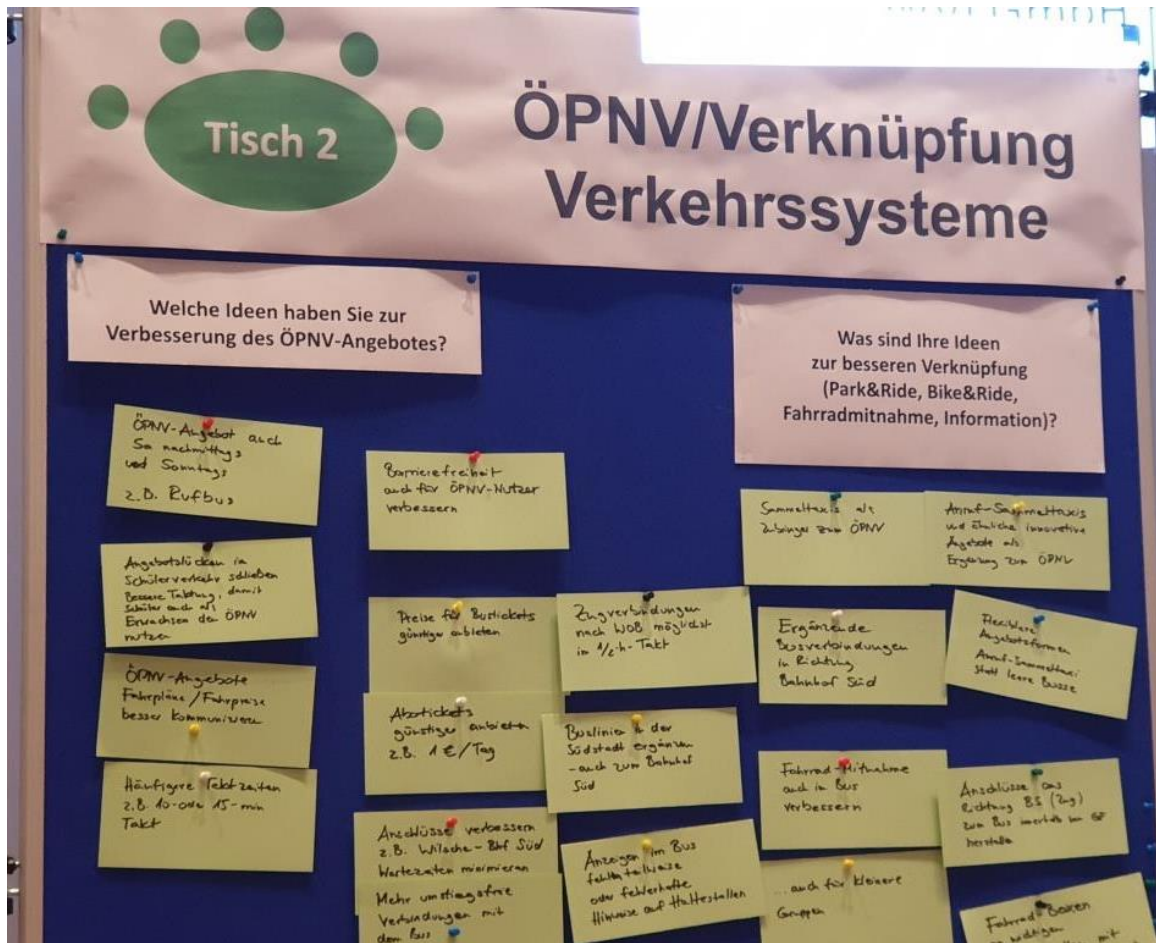 Tisch 2
ÖPNV/Verknüpfung
Verkehrssysteme
Welche Ideen haben Sie zur
Verbesserung des ÖPNV-Angebotes?
ÖPNV-Angebot auch
Sa nachmittags
und Sonntags
z.B. Rufbus
Angebotslücken im
Schülerverkehr schließen
Bessere Taktung, damit
Schüler auch als
Erwachsen den ÖPNV
nutzen
ÖPNV-Angebote
Fahrpläne/Fahrpreise
besser kommunizieren
Häufigere Taktzeiten
z.B. 10- oder 15-min
Takt
Barrierefreiheit
auch für ÖPNV-Nutzer
verbessern
Preise für Bustickets
günstiger anbieten
Abotickets
günstiger anbieten
z.B. 1 €/Tag
Anschlüsse verbessern
z.B. Wilsche-Bhf Süd
Wartezeiten minimieren
Mehr umstiegsfreie
Verbindungen mit
dem Bus
Zugverbindungen
nach WOB möglichst
im 1/2-h-Takt
Buslinien in der
Südstadt ergänzen
- auch zum Bahnhof
Süd
Anzeigen im Bus
fehlen teilweise
oder fehlerhafte
Hinweise auf Haltestellen
Was sind Ihre Ideen
zur besseren Verknüpfung
(Park&Ride, Bike&Ride,
Fahrradmitnahme, Information)?
Sammeltaxis als
Zubringer zum ÖPNV
Ergänzende
Busverbindungen
in Richtung
Bahnhof Süd
Fahrrad-Mitnahme
auch in Bus
verbessern
...auch für kleinere
Gruppen
Anruf-Sammeltaxis
und ähnliche innovative
Angebote als
Ergänzung zum ÖPNV
Flexiblere
Angebotsformen
Anruf-Sammeltaxi
statt leere Busse
Anschlüsse aus
Richtung BS (Zug)
zum Bus innerhalb von GF
herstellen
Fahrrad-Boxen
mit